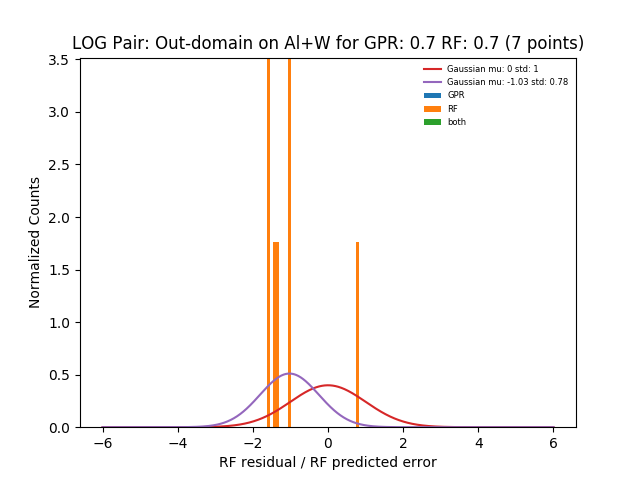 LOG Pair: Out-domain on Al+W for GPR: 0.7 RF: 0.7 (7 points)
Gaussian mu: 0 std: 1
Gaussian mu: -1.03 std: 0.78
GPR
RF
both
Normalized Counts
3.5
3.0
2.5
2.0
1.5
1.0
0.5
0.0
−6 −4 −2 0 2 4 6
RF residual / RF predicted error